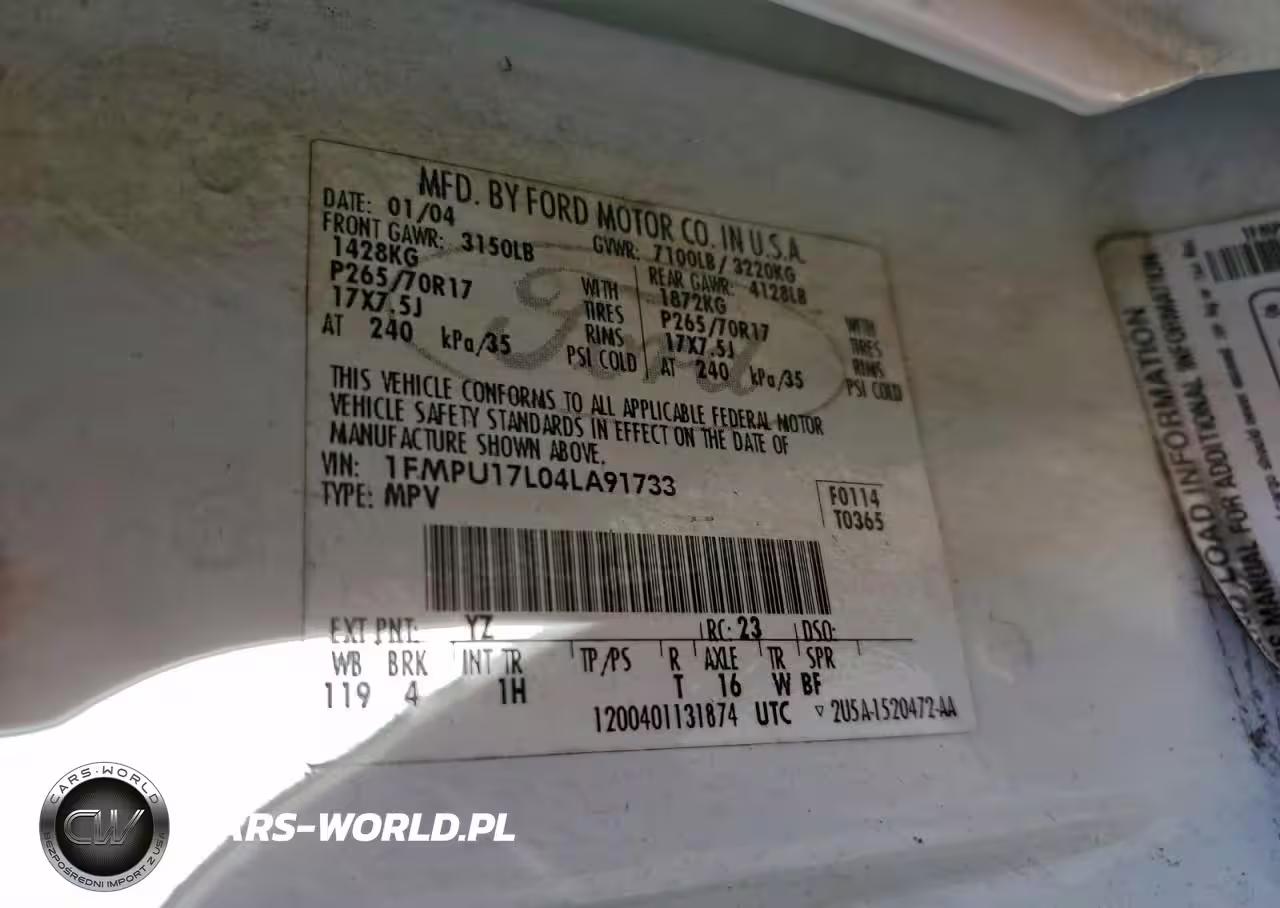 MFD. BY FORD MOTOR CO. IN U.S.A.
DATE: 01/04 GVWR: 7100LB / 3220KG
FRONT GAWR: 3150LB REAR GAWR: 4128LB
1428KG WITH 1872KG WITH
P265/70R17 TIRES P265/70R17 TIRES
17X7.5J RIMS 17X7.5J RIMS
AT 240 kPa/35 PSI COLD AT 240 kPa/35 PSI COLD
THIS VEHICLE CONFORMS TO ALL APPLICABLE FEDERAL MOTOR
VEHICLE SAFETY STANDARDS IN EFFECT ON THE DATE OF
MANUFACTURE SHOWN ABOVE.
VIN: 1FMPU17L04LA91733
TYPE: MPV
F0114
T0365
EXT PNT: YZ RC: 23 DSO:
WB BRK INT TR TP/PS R AXLE TR SPR
119 4 1H T 16 W BF
1200401131874 UTC ▽ 2U5A-1520472-AA
LOAD INFORMATION
MANUAL FOR ADDITIONAL INFORMATION
CARS-WORLD
CW
BEZPOŚREDNI IMPORT Z USA
ARS-WORLD.PL